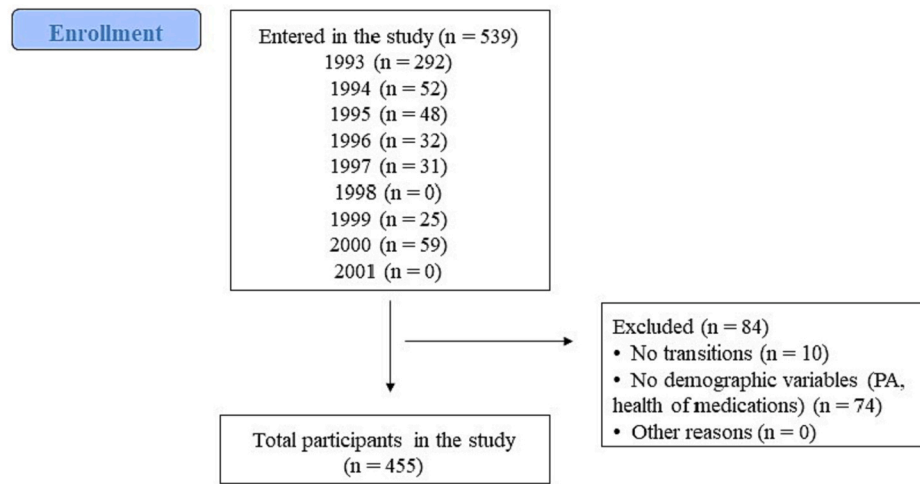 Enrollment
Entered in the study (n = 539)
1993 (n = 292)
1994 (n = 52)
1995 (n = 48)
1996 (n = 32)
1997 (n = 31)
1998 (n = 0)
1999 (n = 25)
2000 (n = 59)
2001 (n = 0)
Excluded (n = 84)
• No transitions (n = 10)
• No demographic variables (PA,
health of medications) (n = 74)
• Other reasons (n = 0)
Total participants in the study
(n = 455)